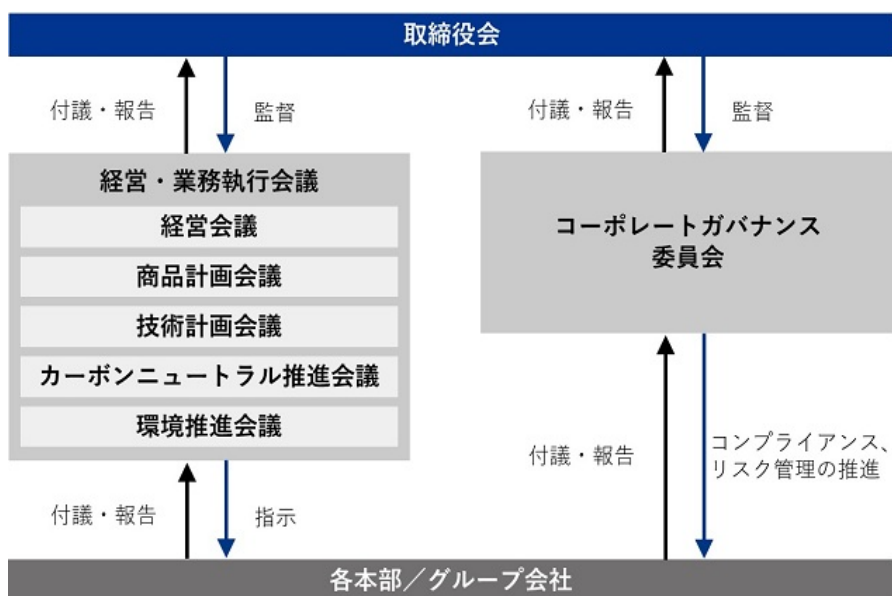 取締役会
付議・報告
監督
付議・報告
監督
経営・業務執行会議
経営会議
商品計画会議
技術計画会議
カーボンニュートラル推進会議
環境推進会議
コーポレートガバナンス
委員会
付議・報告
指示
付議・報告
コンプライアンス、
リスク管理の推進
各本部／グループ会社